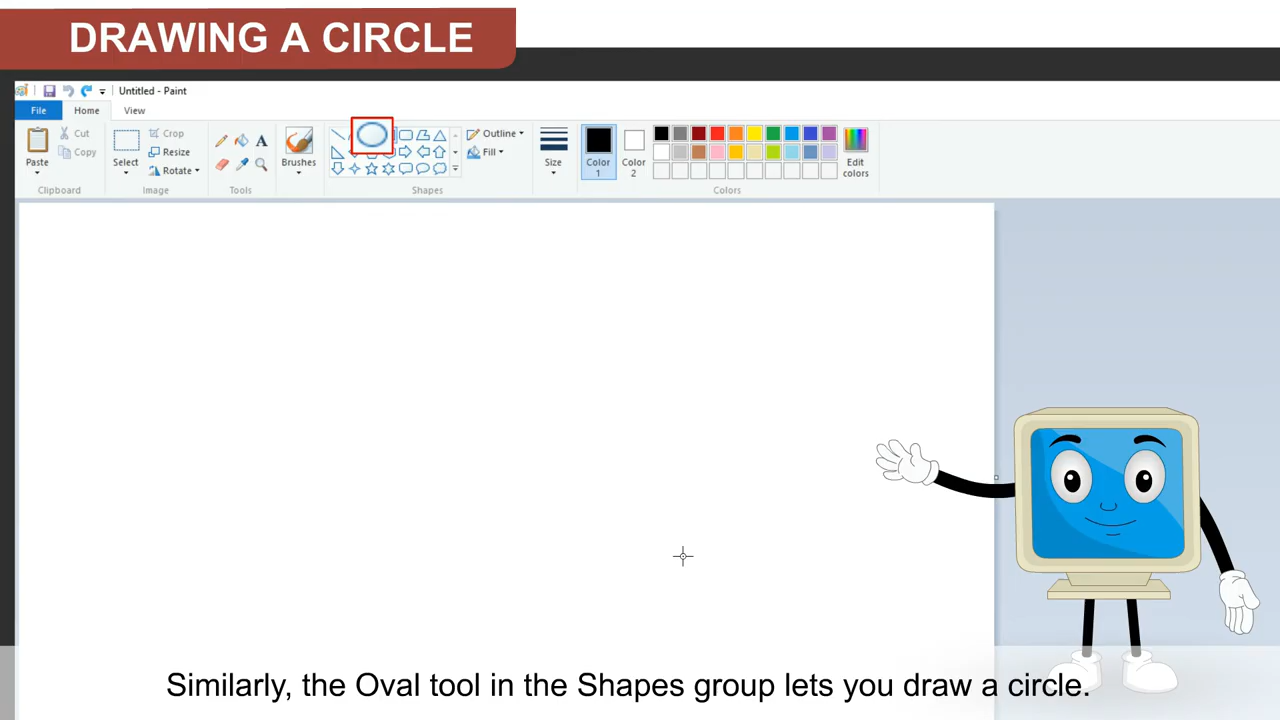 DRAWING A CIRCLE
Untitled - Paint
File Home View
Paste Cut Copy
Clipboard
Select Crop Resize Rotate
Image
A
Tools
Brushes
Shapes
Outline
Fill
Size
Color 1
Color 2
Edit colors
Colors
Similarly, the Oval tool in the Shapes group lets you draw a circle.